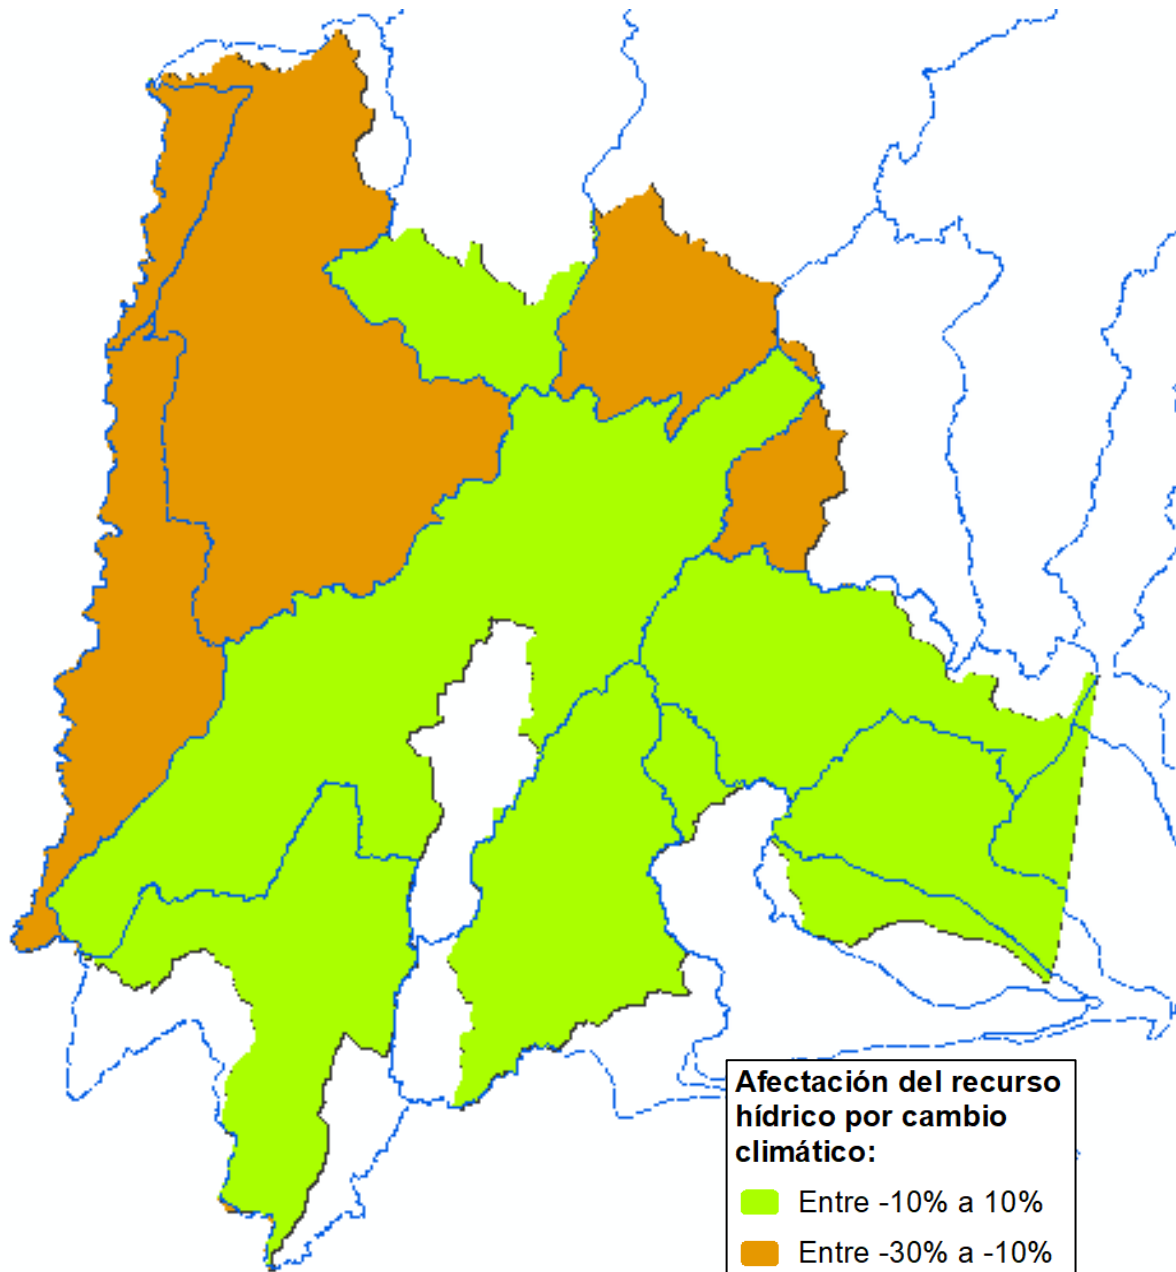 Afectación del recurso
hídrico por cambio
climático:
Entre -10% a 10%
Entre -30% a -10%